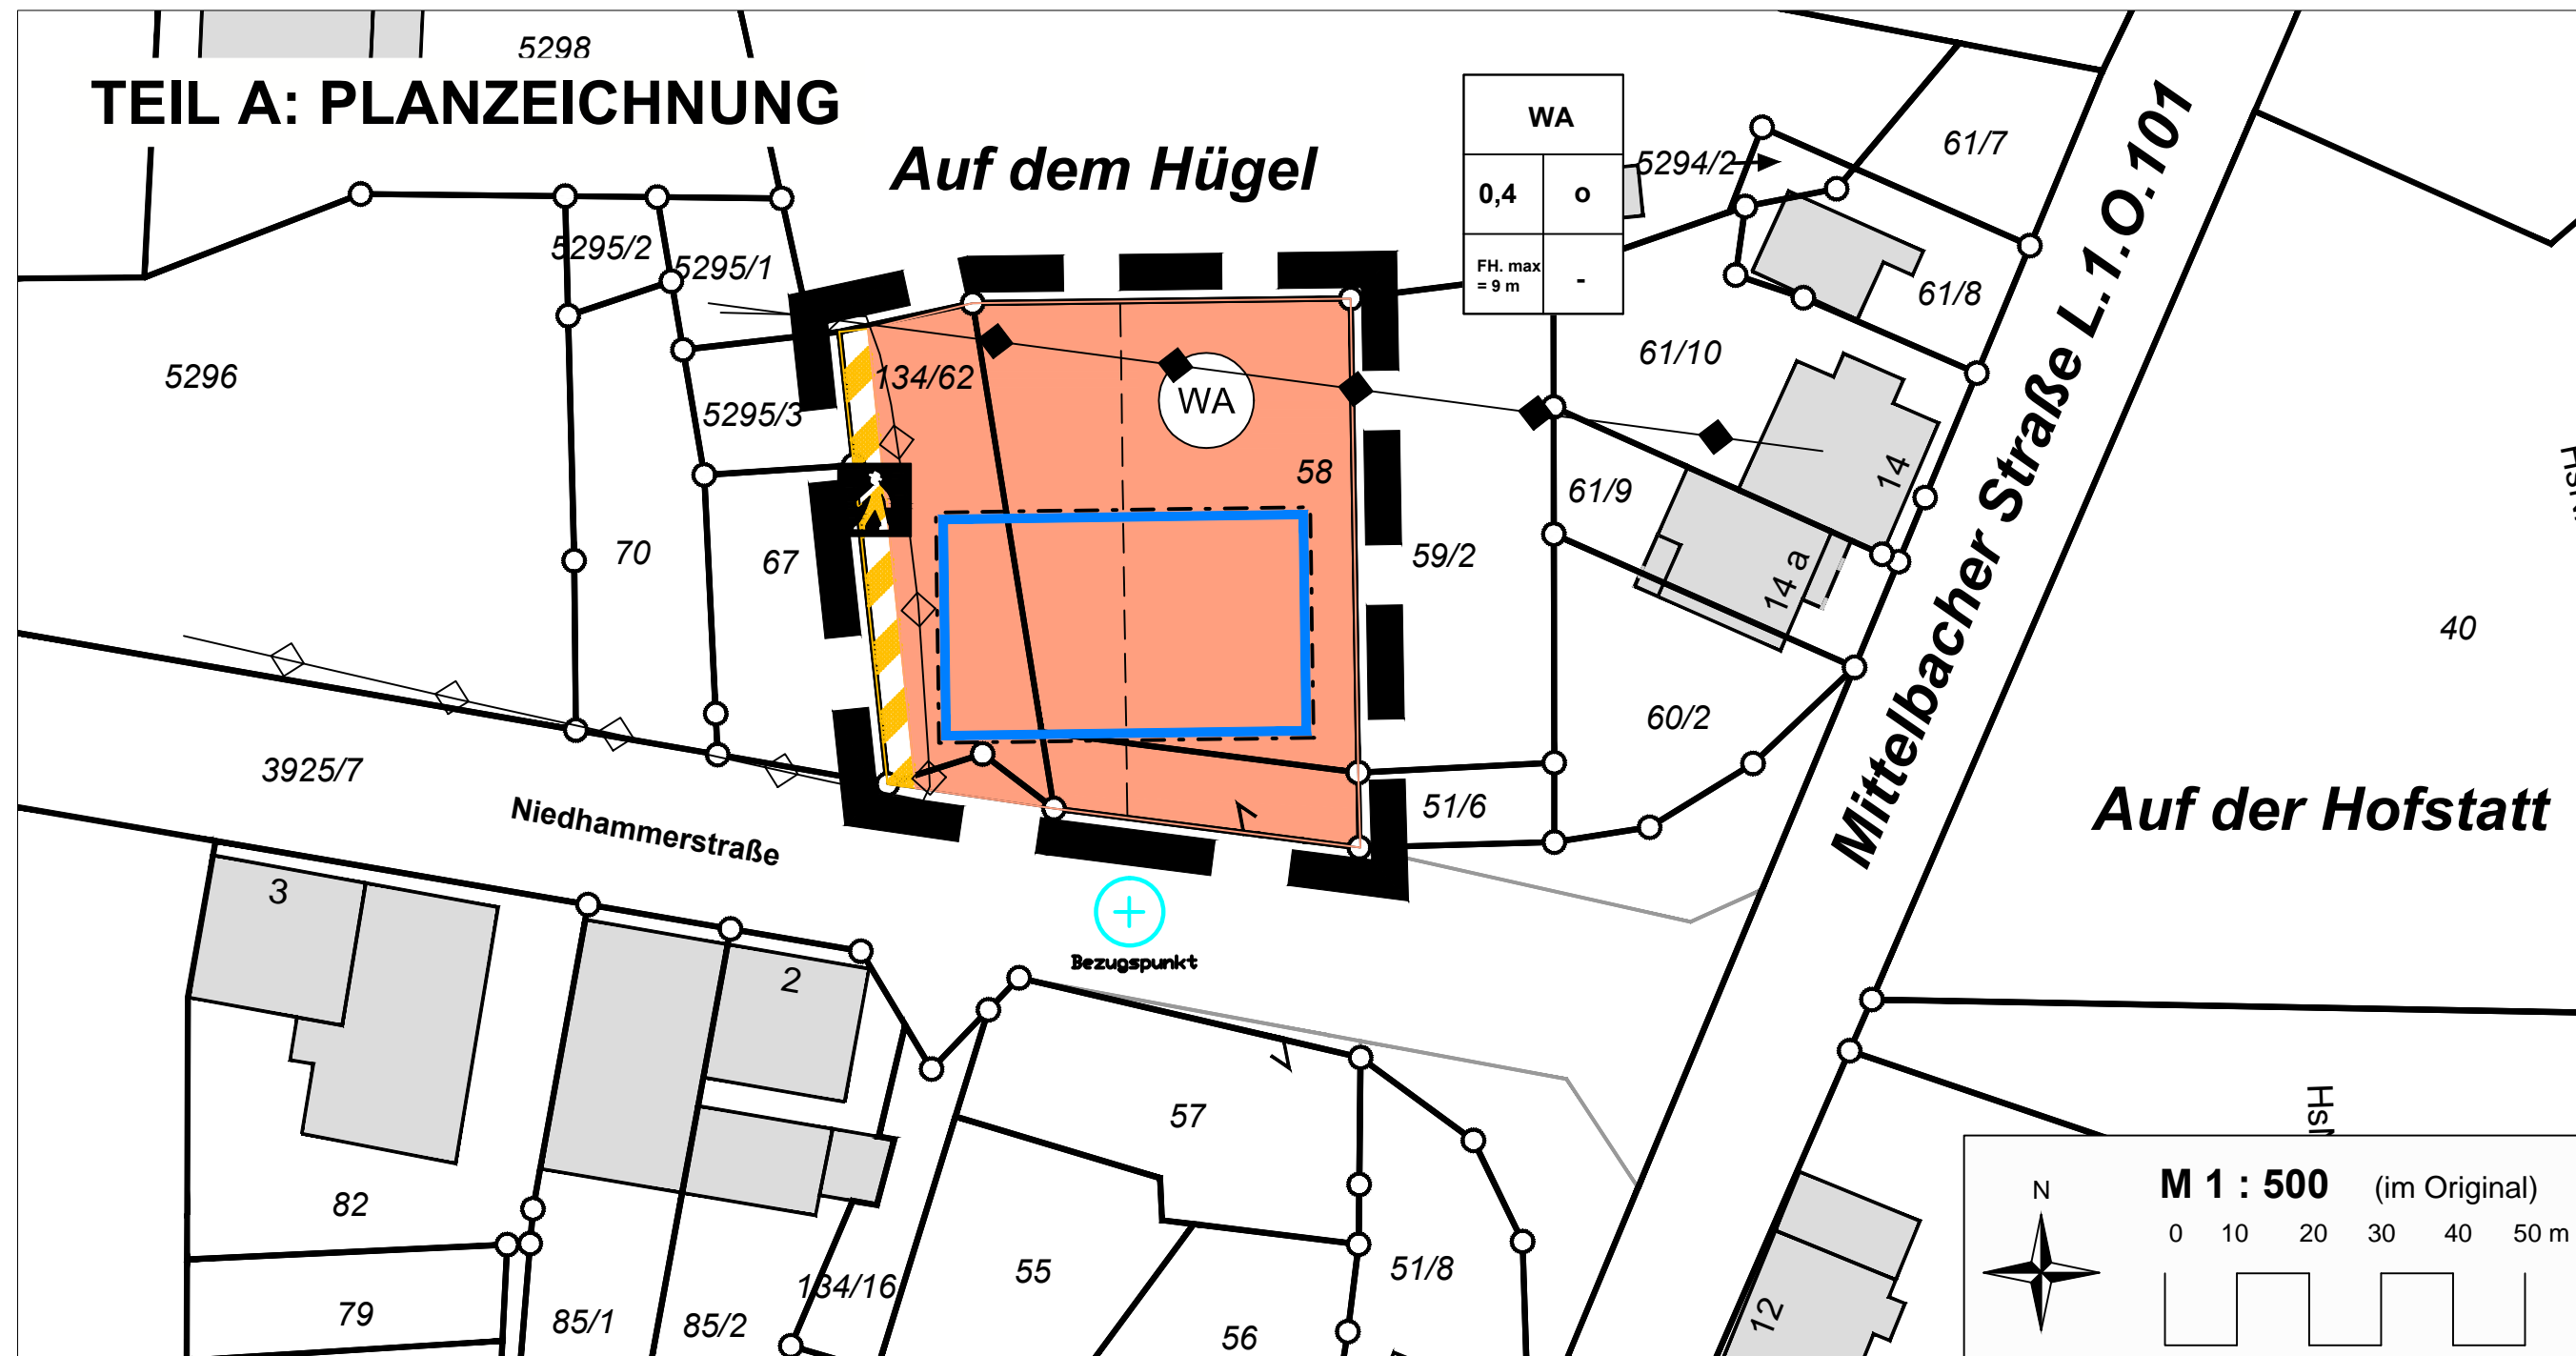 5298
TEIL A: PLANZEICHNUNG
Auf dem Hügel
WA
0,4
o
FH. max
= 9 m
-
5294/2
61/7
61/8
61/10
Mittelbacher Straße L.1.O.101
5295/2
5295/1
5296
5295/3
134/62
WA
58
61/9
14
14 a
59/2
70
67
40
60/2
3925/7
Niedhammerstraße
51/6
Auf der Hofstatt
3
2
Bezugspunkt
57
82
79
85/1
85/2
134/16
55
56
51/8
12
N
M 1 : 500 (im Original)
0 10 20 30 40 50 m